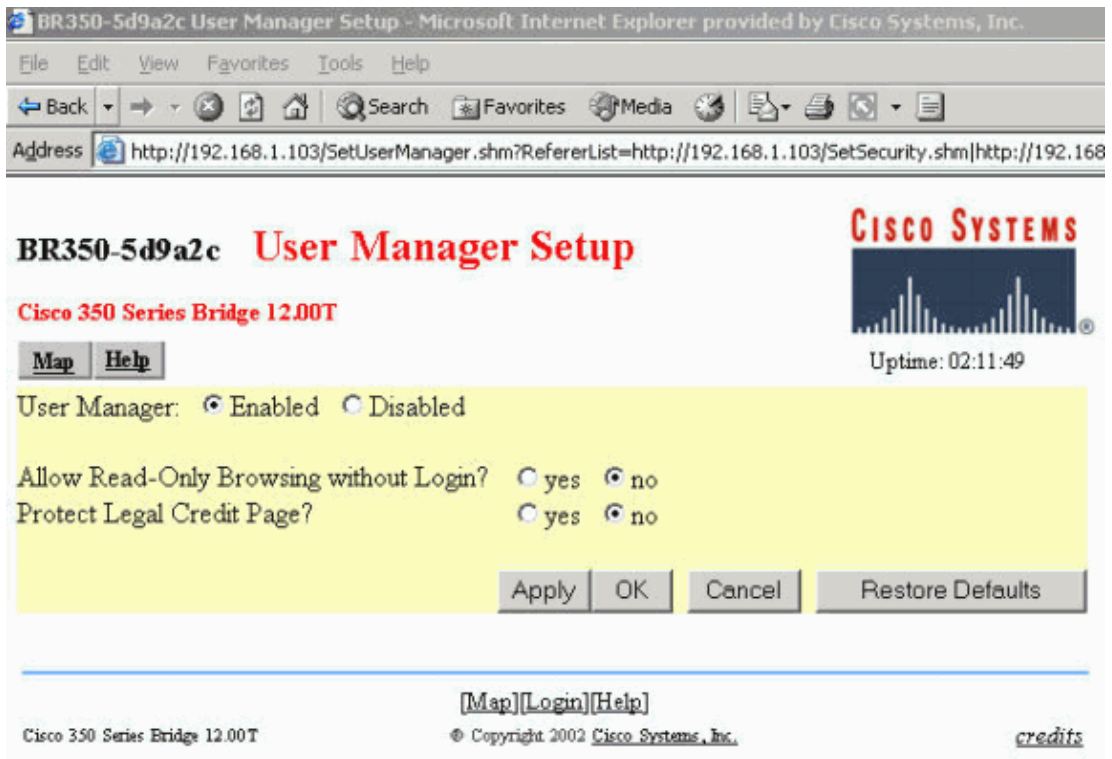 BR350-5d9a2c User Manager Setup - Microsoft Internet Explorer provided by Cisco Systems, Inc.
File Edit View Favorites Tools Help
Back Search Favorites Media
Address http://192.168.1.103/SetUserManager.shm?RefererList=http://192.168.1.103/SetSecurity.shm|http://192.168
BR350-5d9a2c User Manager Setup
CISCO SYSTEMS
®
Cisco 350 Series Bridge 12.00T
Map Help
Uptime: 02:11:49
User Manager: Enabled Disabled
Allow Read-Only Browsing without Login? yes no
Protect Legal Credit Page? yes no
Apply OK Cancel Restore Defaults
[Map][Login][Help]
Cisco 350 Series Bridge 12.00T © Copyright 2002 Cisco Systems, Inc. credits